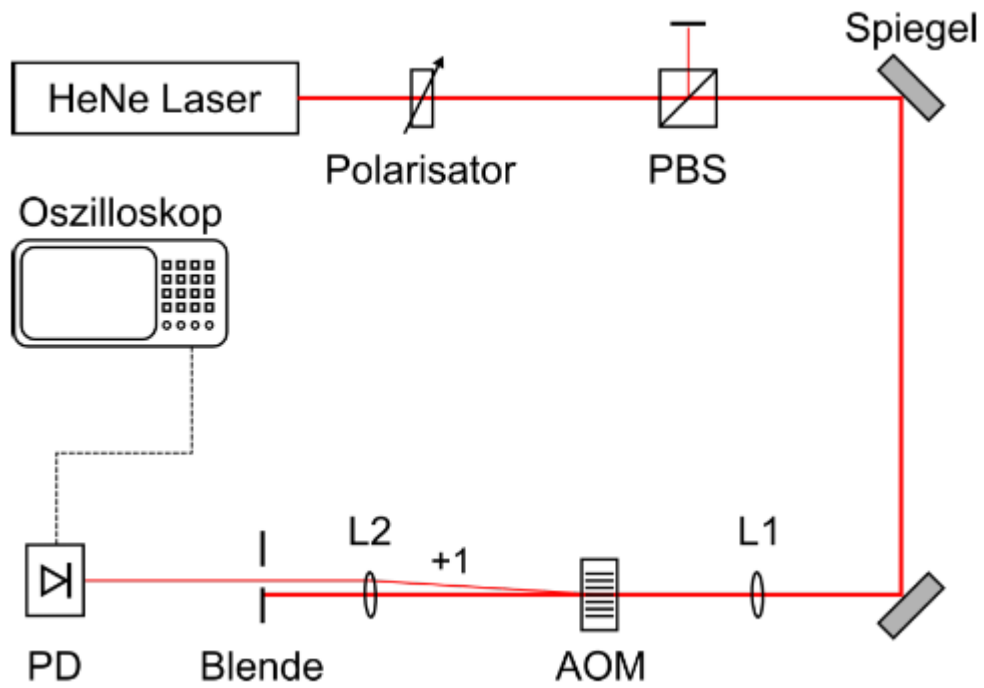 Spiegel
HeNe Laser
Polarisator
PBS
Oszilloskop
L2
+1
L1
PD
Blende
AOM